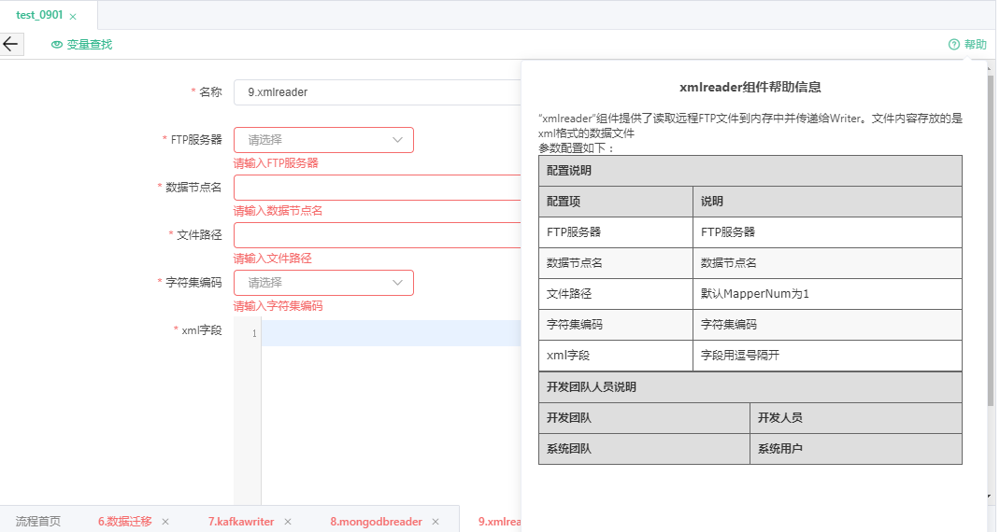 test_0901 ×
变量查找
帮助
* 名称 9.xmlreader
* FTP服务器 请选择
请输入FTP服务器
* 数据节点名
请输入数据节点名
* 文件路径
请输入文件路径
* 字符集编码 请选择
请输入字符集编码
* xml字段 1
xmlreader组件帮助信息
“xmlreader”组件提供了读取远程FTP文件到内存中并传递给Writer。文件内容存放的是
xml格式的数据文件
参数配置如下：
配置说明
配置项 说明
FTP服务器 FTP服务器
数据节点名 数据节点名
文件路径 默认MapperNum为1
字符集编码 字符集编码
xml字段 字段用逗号隔开
开发团队人员说明
开发团队 开发人员
系统团队 系统用户
流程首页 6.数据迁移 × 7.kafkawriter × 8.mongodbreader × 9.xmlrea